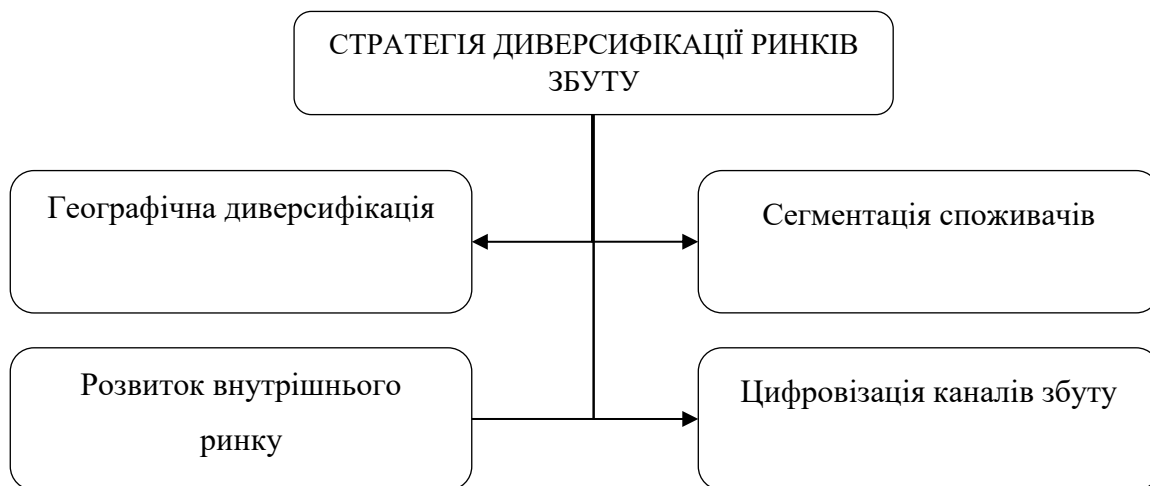 СТРАТЕГІЯ ДИВЕРСИФІКАЦІЇ РИНКІВ
ЗБУТУ
Географічна диверсифікація
Сегментація споживачів
Розвиток внутрішнього
ринку
Цифровізація каналів збуту